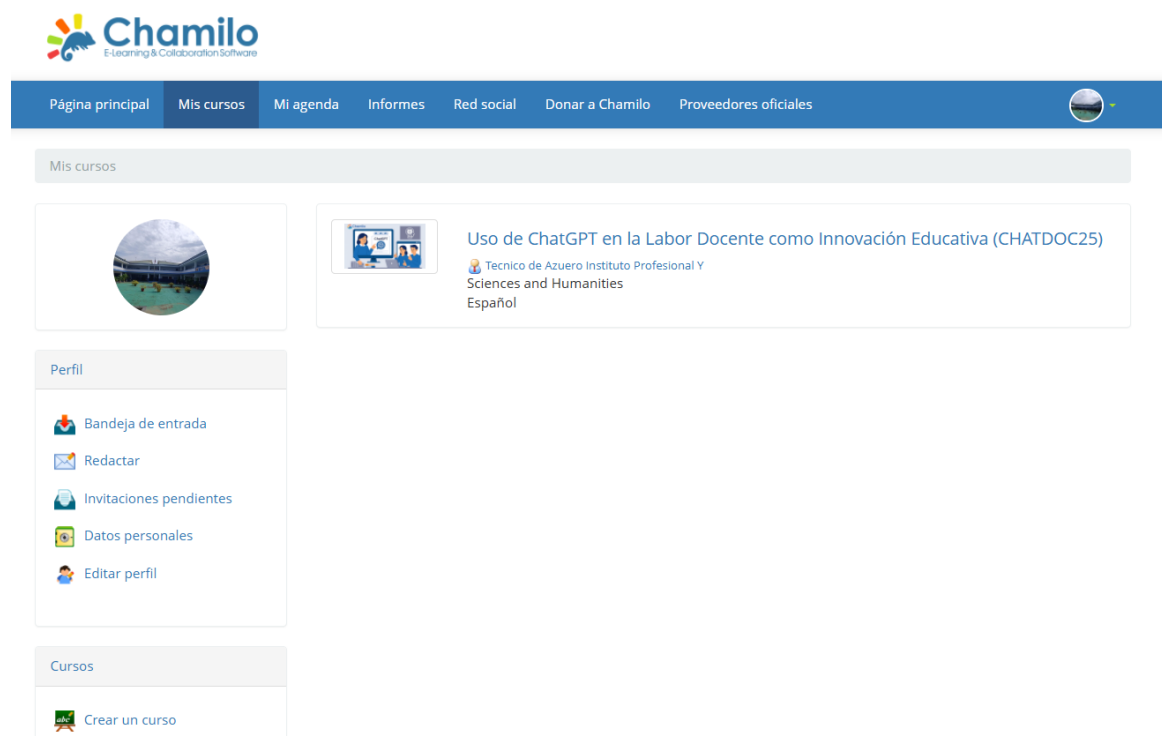 Chamilo
E-Learning & Collaboration Software
Página principal Mis cursos Mi agenda Informes Red social Donar a Chamilo Proveedores oficiales
Mis cursos
Uso de ChatGPT en la Labor Docente como Innovación Educativa (CHATDOC25)
Tecnico de Azuero Instituto Profesional Y
Sciences and Humanities
Español
Perfil
Bandeja de entrada
Redactar
Invitaciones pendientes
Datos personales
Editar perfil
Cursos
abc
Crear un curso